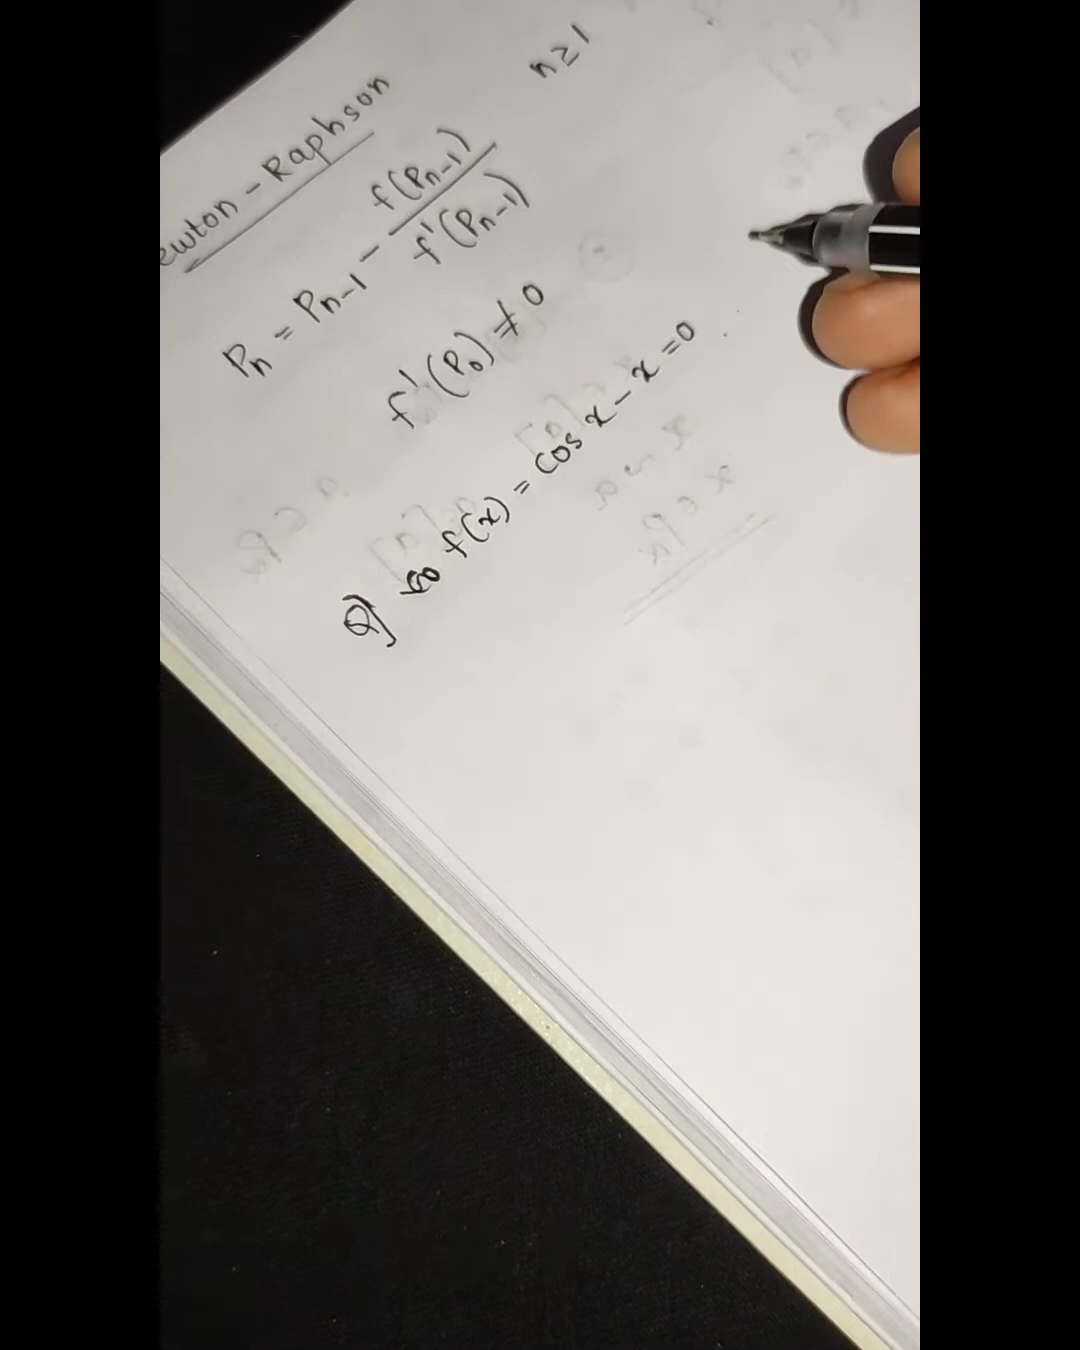 ewton - Raphson
Pn = Pn-1 - f(Pn-1) / f'(Pn-1) n ≥ 1
f'(P0) ≠ 0
Q) f(x) = cos x - x = 0